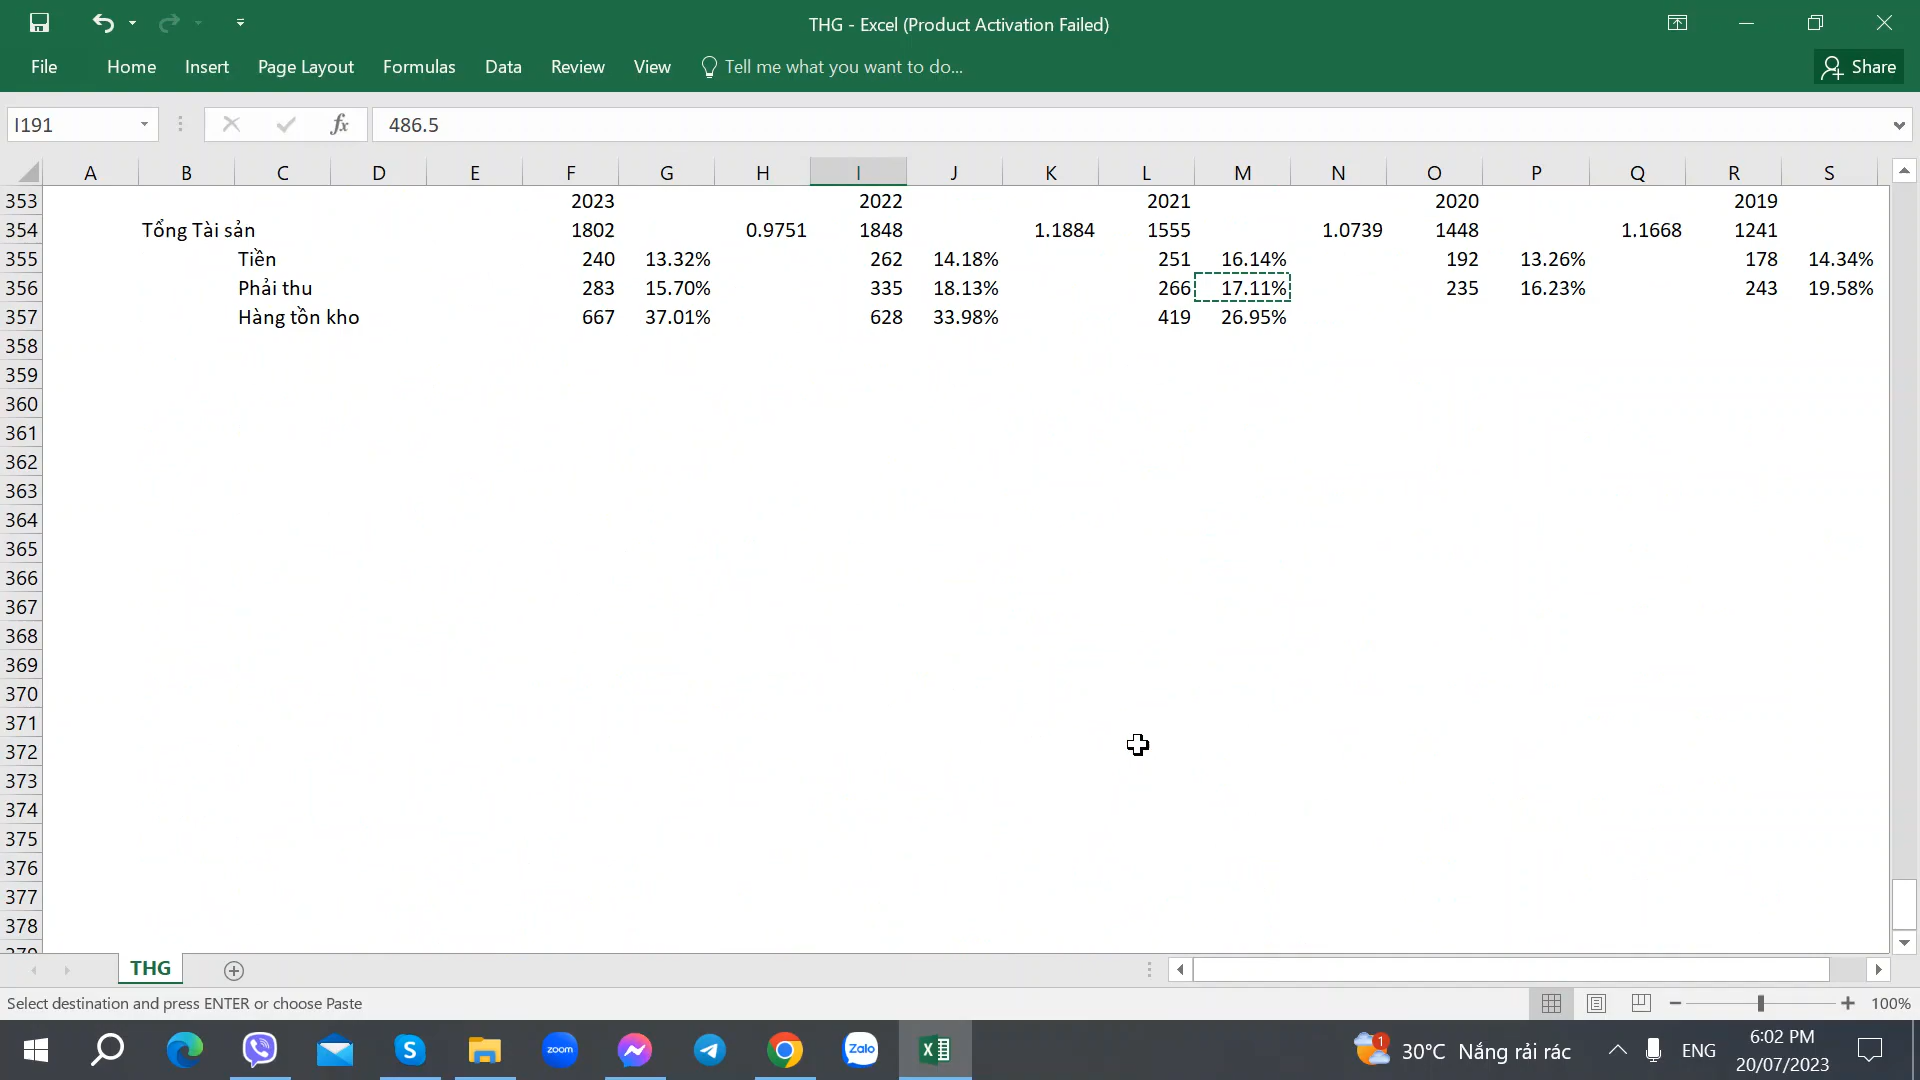 THG - Excel (Product Activation Failed)
File Home Insert Page Layout Formulas Data Review View Tell me what you want to do... Share
I191 fx 486.5
A B C D E F G H I J K L M N O P Q R S
353 2023 2022 2021 2020 2019
354 Tổng Tài sản 1802 0.9751 1848 1.1884 1555 1.0739 1448 1.1668 1241
355 Tiền 240 13.32% 262 14.18% 251 16.14% 192 13.26% 178 14.34%
356 Phải thu 283 15.70% 335 18.13% 266 17.11% 235 16.23% 243 19.58%
357 Hàng tồn kho 667 37.01% 628 33.98% 419 26.95%
358
359
360
361
362
363
364
365
366
367
368
369
370
371
372
373
374
375
376
377
378
379
THG
Select destination and press ENTER or choose Paste 100%
S zoom Zalo X 1 30°C Nắng rải rác ENG 6:02 PM
20/07/2023